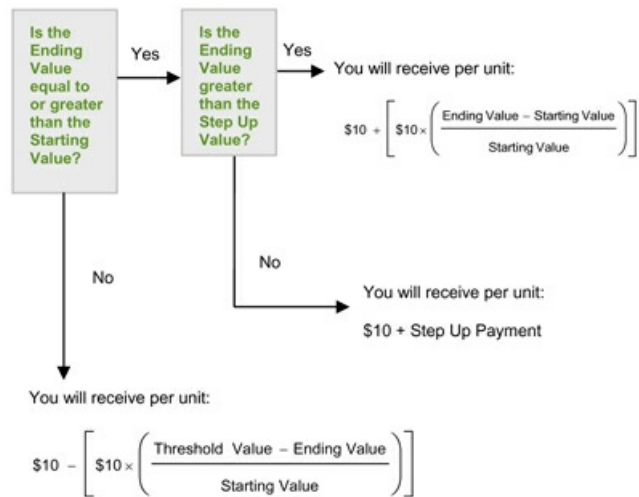 Is the
Ending
Value
equal to
or greater
than the
Starting
Value?
Yes
Is the
Ending
Value
greater
than the
Step Up
Value?
Yes
You will receive per unit:
$10 + [ $10 × ( Ending Value – Starting Value
Starting Value ) ]
No
No
You will receive per unit:
$10 + Step Up Payment
You will receive per unit:
$10 – [ $10 × ( Threshold Value – Ending Value
Starting Value ) ]